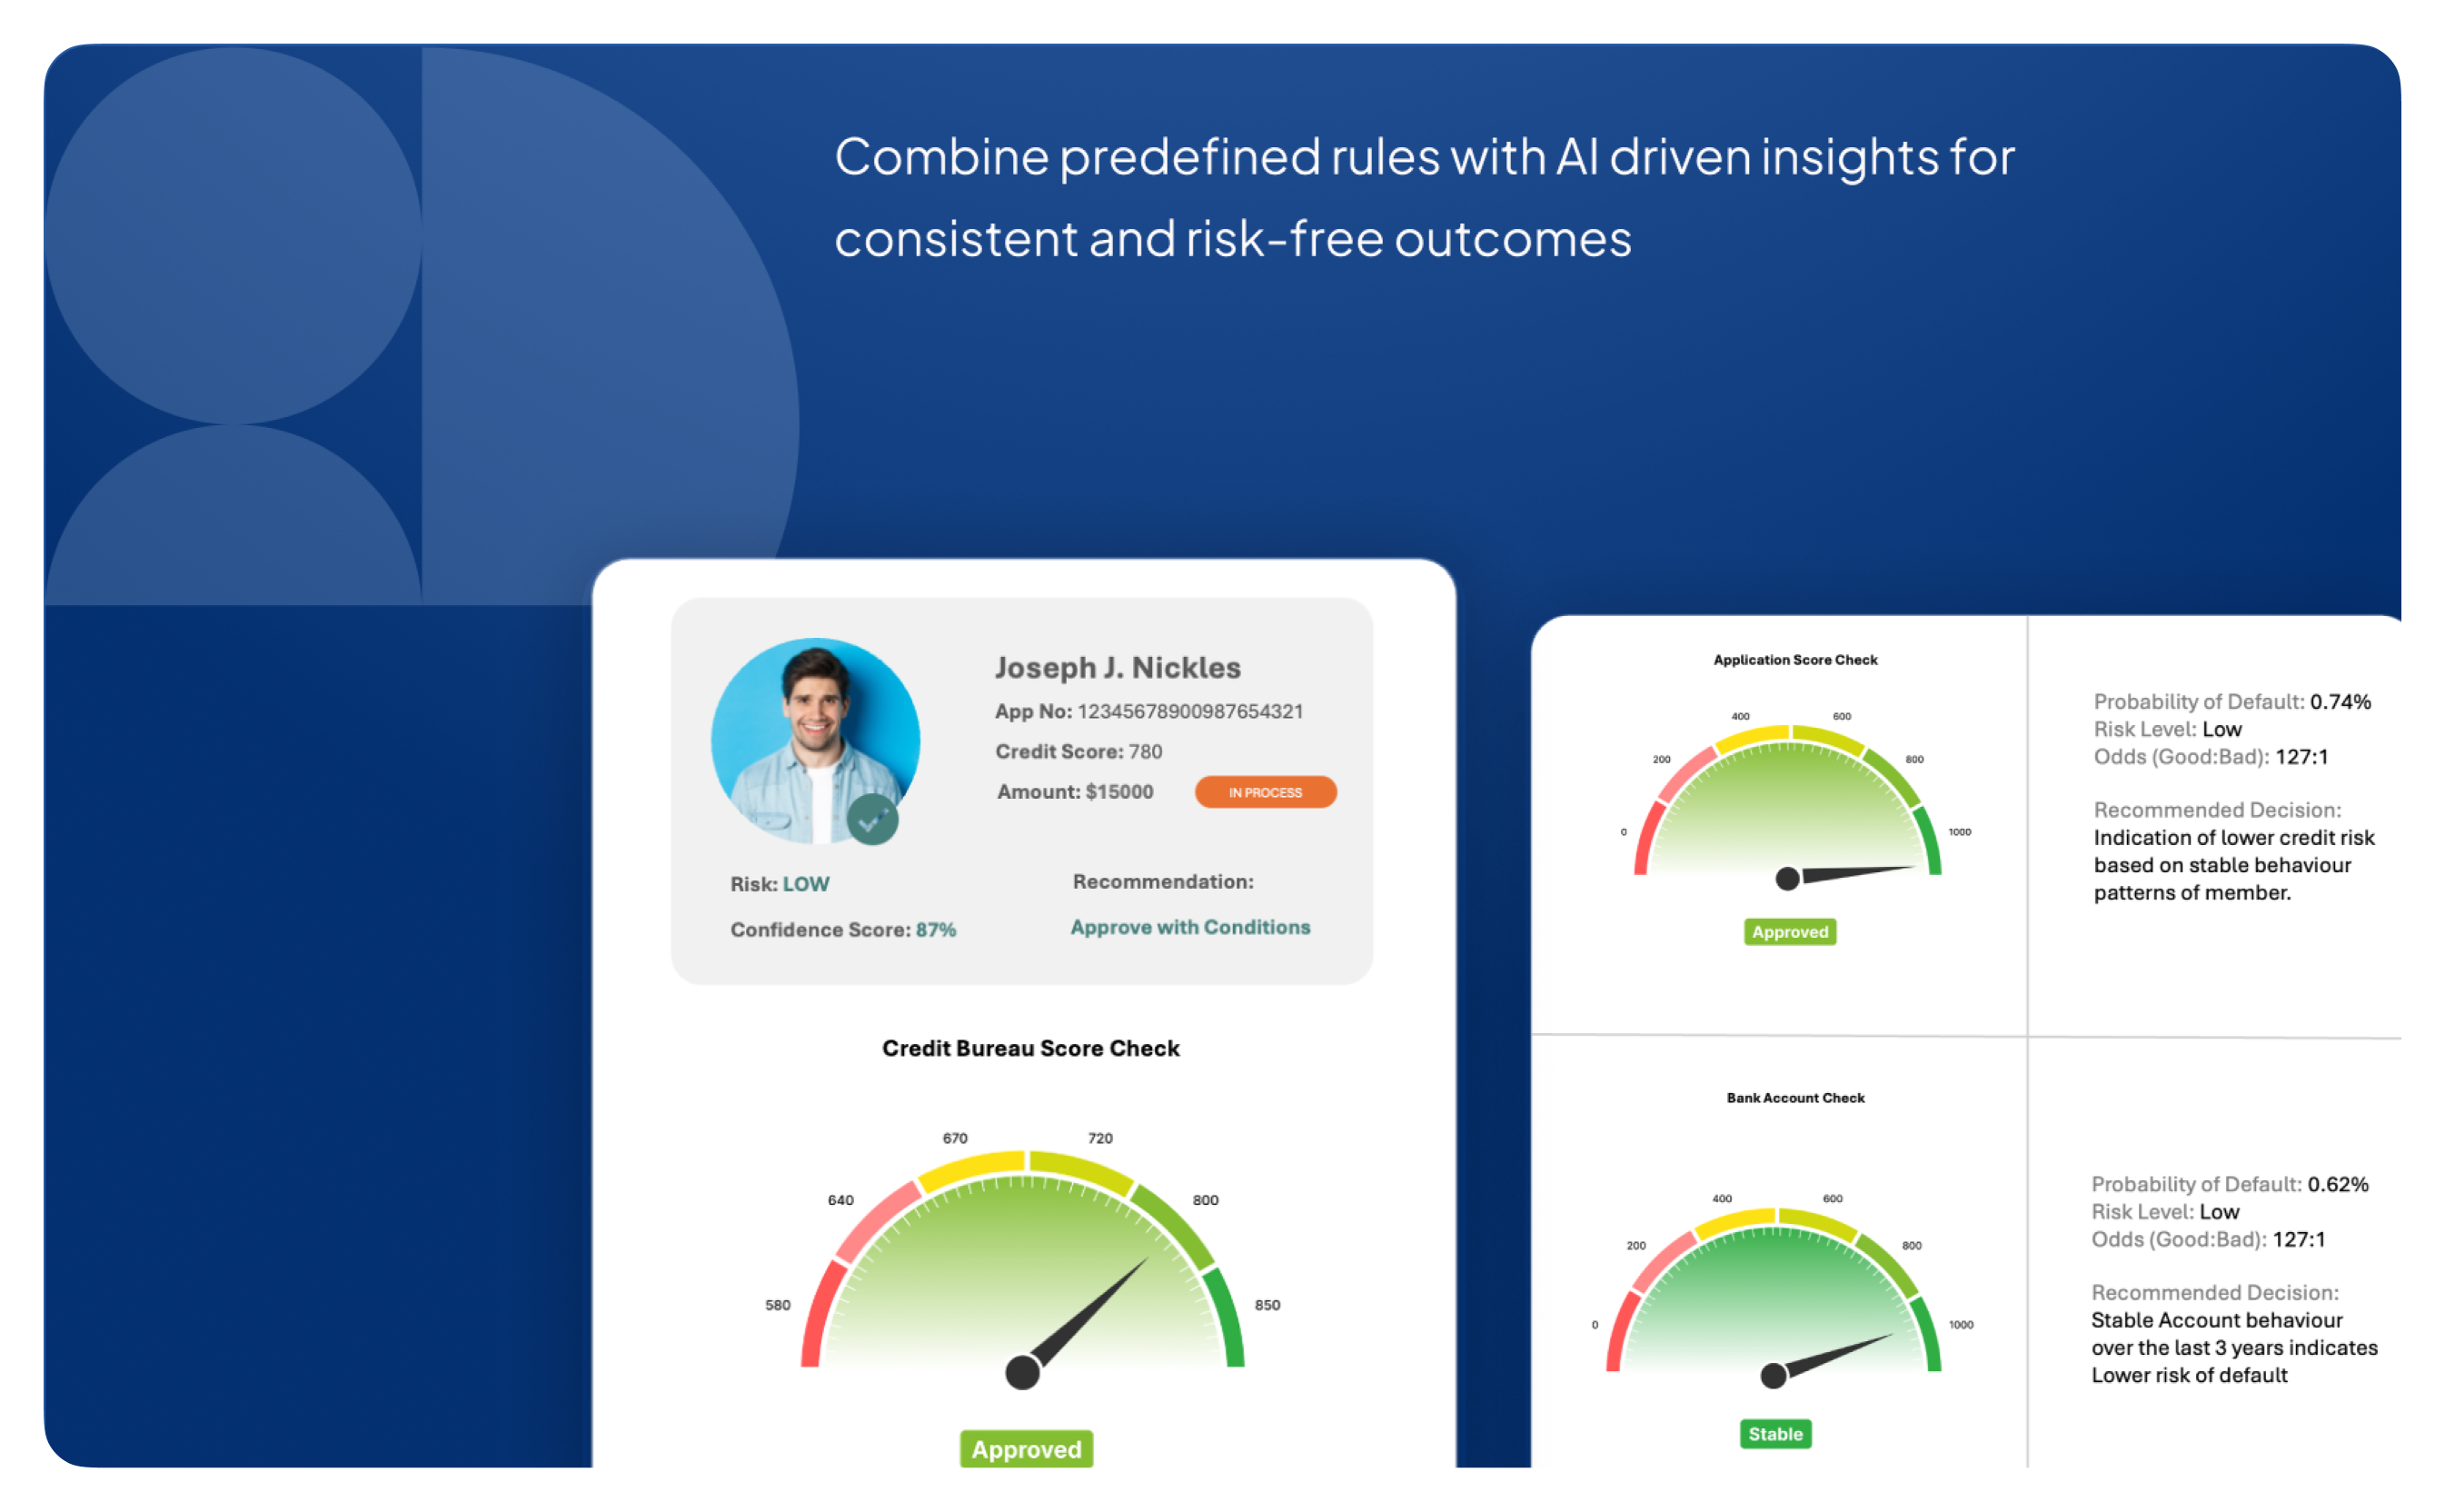 Combine predefined rules with AI driven insights for
consistent and risk-free outcomes
Joseph J. Nickles
App No: 12345678900987654321
Credit Score: 780
Amount: $15000
IN PROCESS
Risk: LOW
Recommendation:
Confidence Score: 87%
Approve with Conditions
Credit Bureau Score Check
580
640
670
720
800
850
Approved
Application Score Check
0
200
400
600
800
1000
Approved
Probability of Default: 0.74%
Risk Level: Low
Odds (Good:Bad): 127:1
Recommended Decision:
Indication of lower credit risk
based on stable behaviour
patterns of member.
Bank Account Check
0
200
400
600
800
1000
Stable
Probability of Default: 0.62%
Risk Level: Low
Odds (Good:Bad): 127:1
Recommended Decision:
Stable Account behaviour
over the last 3 years indicates
Lower risk of default